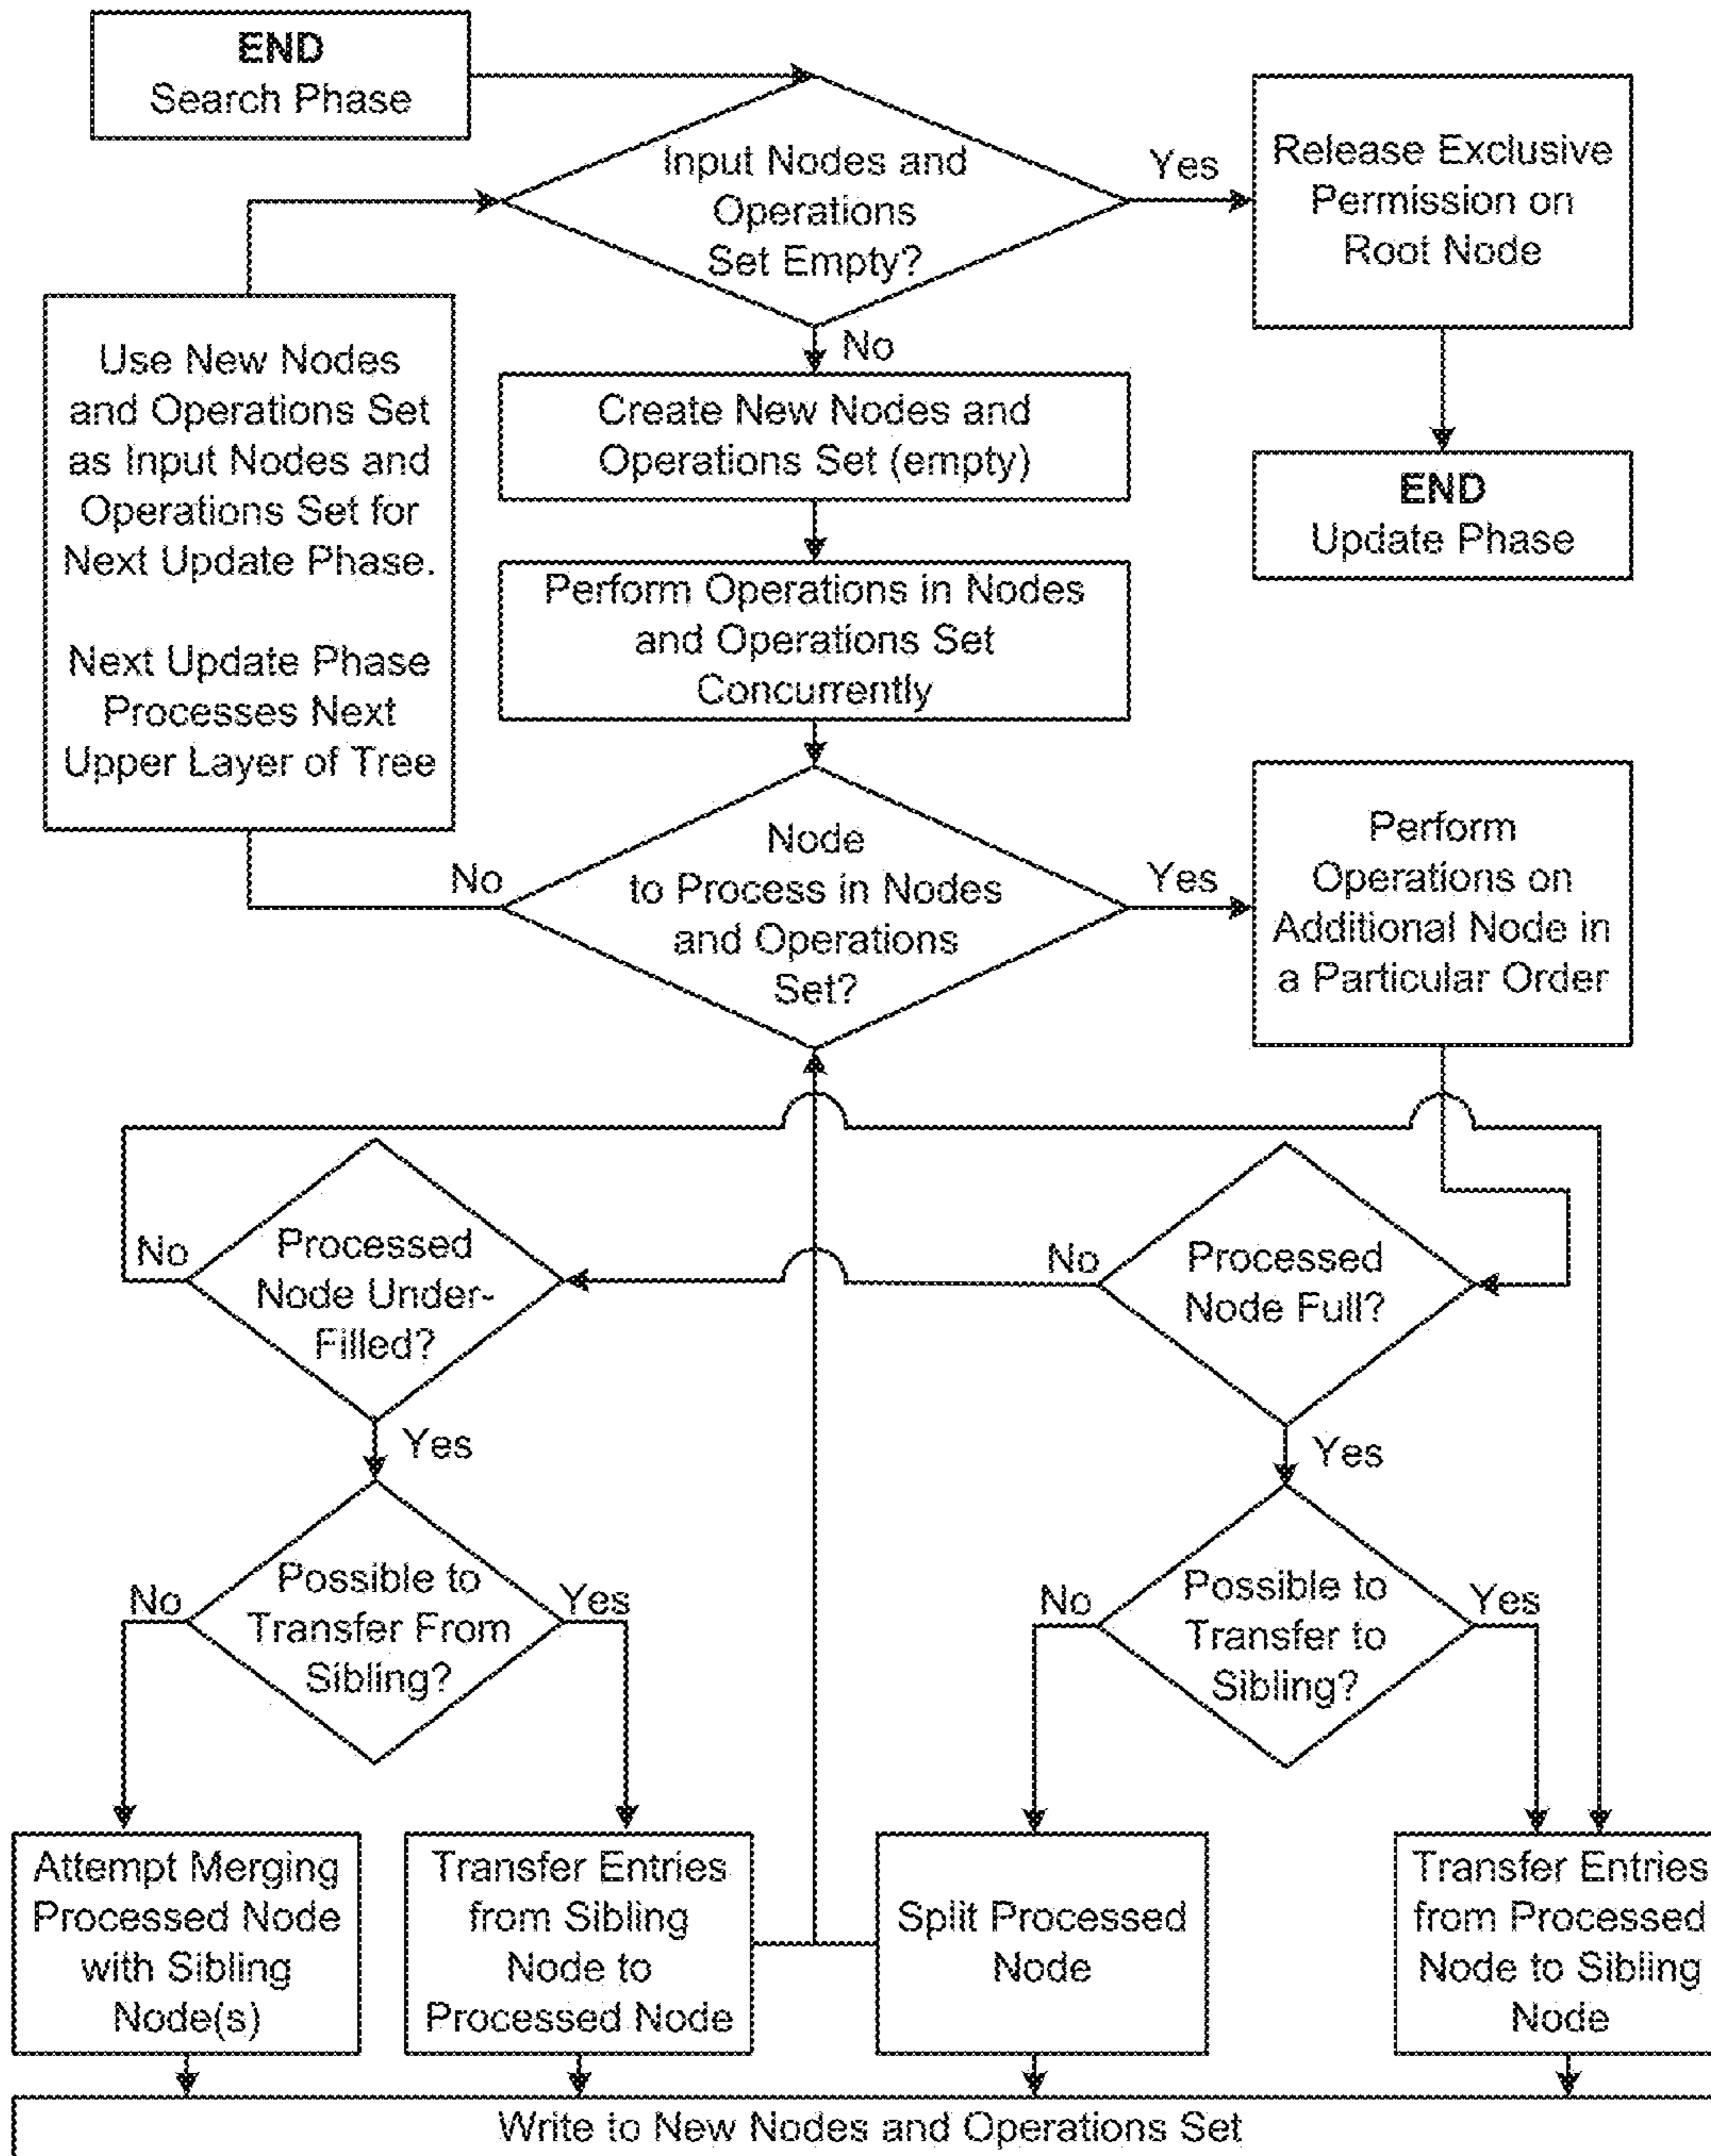 END
Search Phase
Input Nodes and
Operations
Set Empty?
Yes
Release Exclusive
Permission on
Root Node
No
Use New Nodes
and Operations Set
as Input Nodes and
Operations Set for
Next Update Phase.
Next Update Phase
Processes Next
Upper Layer of Tree
Create New Nodes and
Operations Set (empty)
END
Update Phase
Perform Operations in Nodes
and Operations Set
Concurrently
Node
to Process in Nodes
and Operations
Set?
No
Yes
Perform
Operations on
Additional Node in
a Particular Order
No
Processed
Node Under-
Filled?
No
Processed
Node Full?
Yes
Yes
No
Possible to
Transfer From
Sibling?
Yes
No
Possible to
Transfer to
Sibling?
Yes
Attempt Merging
Processed Node
with Sibling
Node(s)
Transfer Entries
from Sibling
Node to
Processed Node
Split Processed
Node
Transfer Entries
from Processed
Node to Sibling
Node
Write to New Nodes and Operations Set